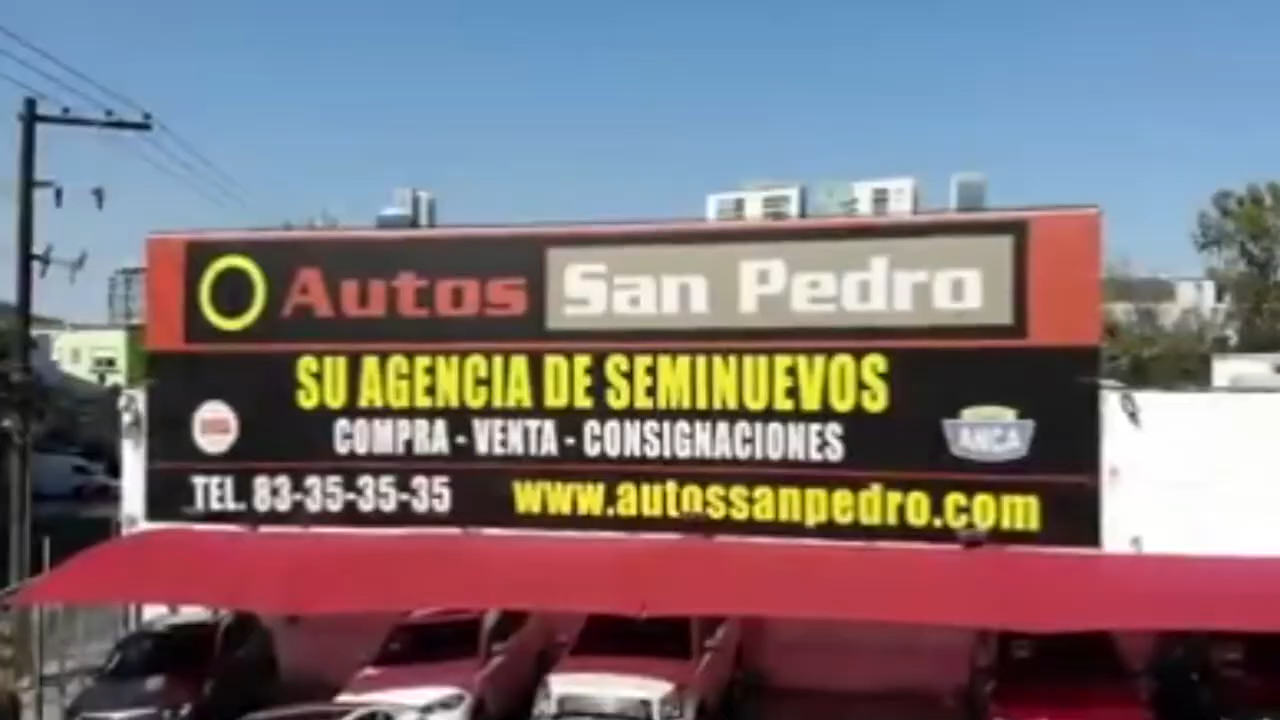 Autos San Pedro
SU AGENCIA DE SEMINUEVOS
COMPRA - VENTA - CONSIGNACIONES
ANCA
TEL. 83-35-35-35 www.autossanpedro.com